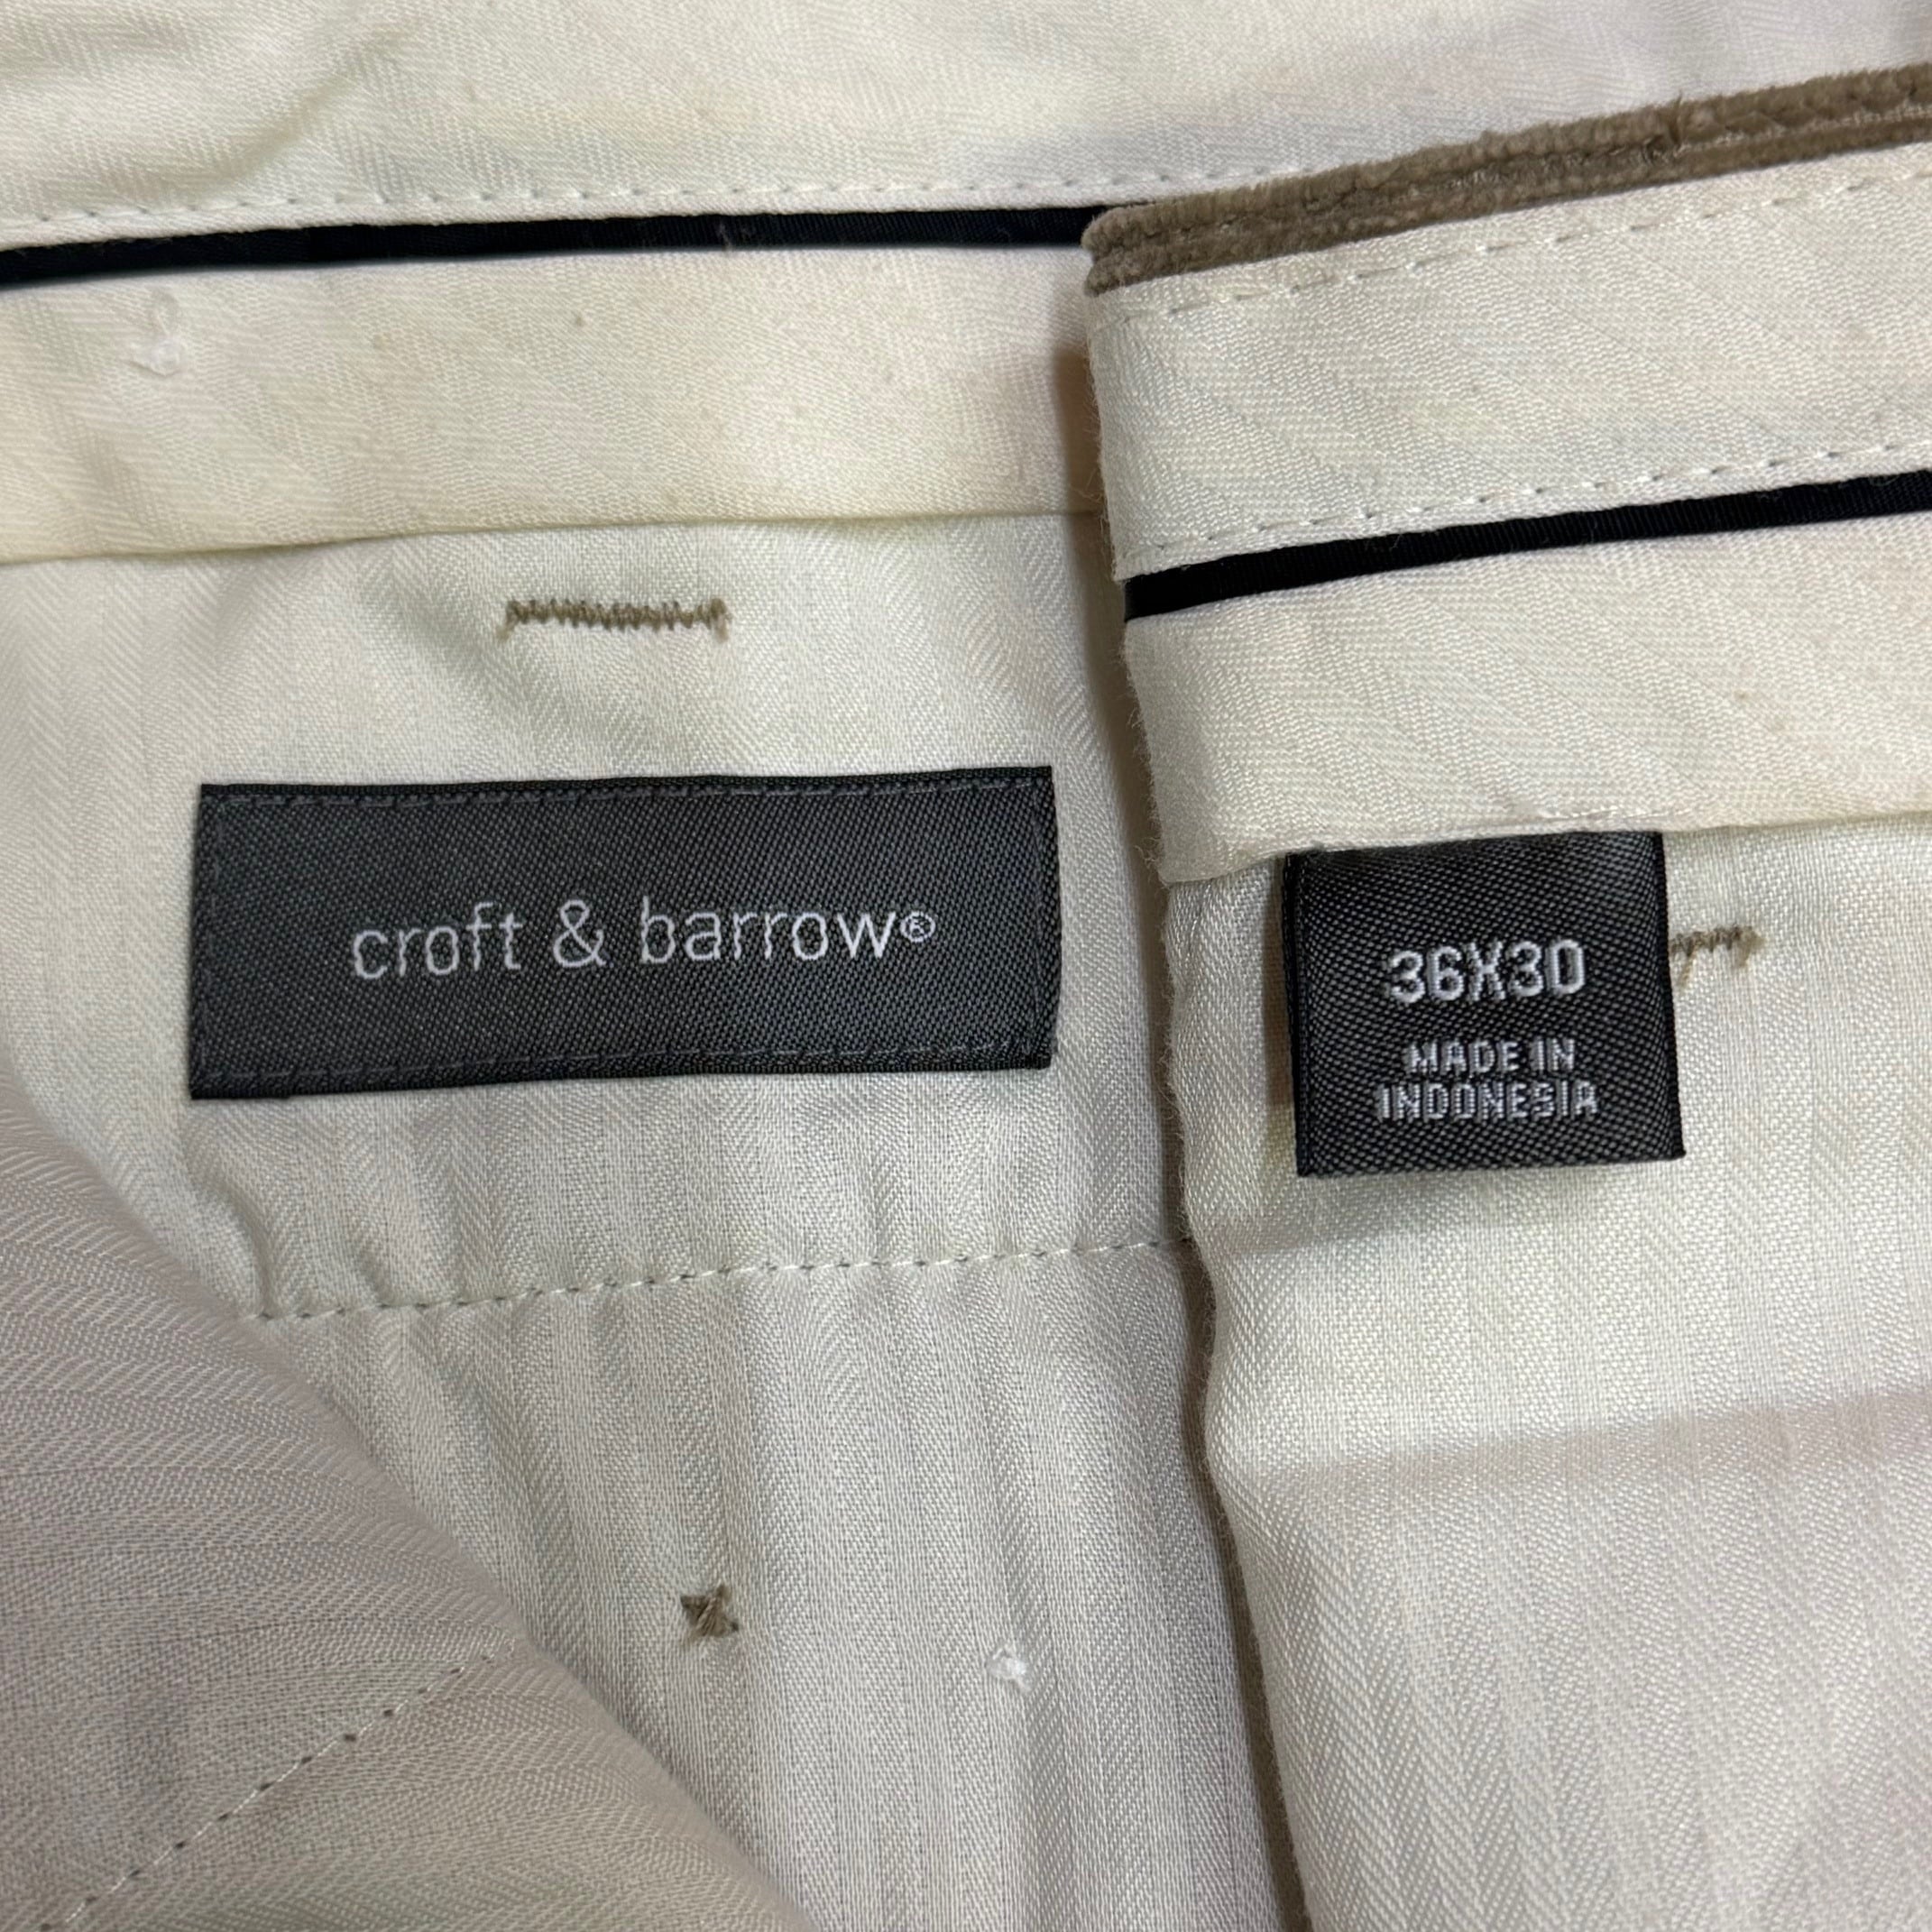 croft & barrow®
36X30
MADE IN
INDONESIA